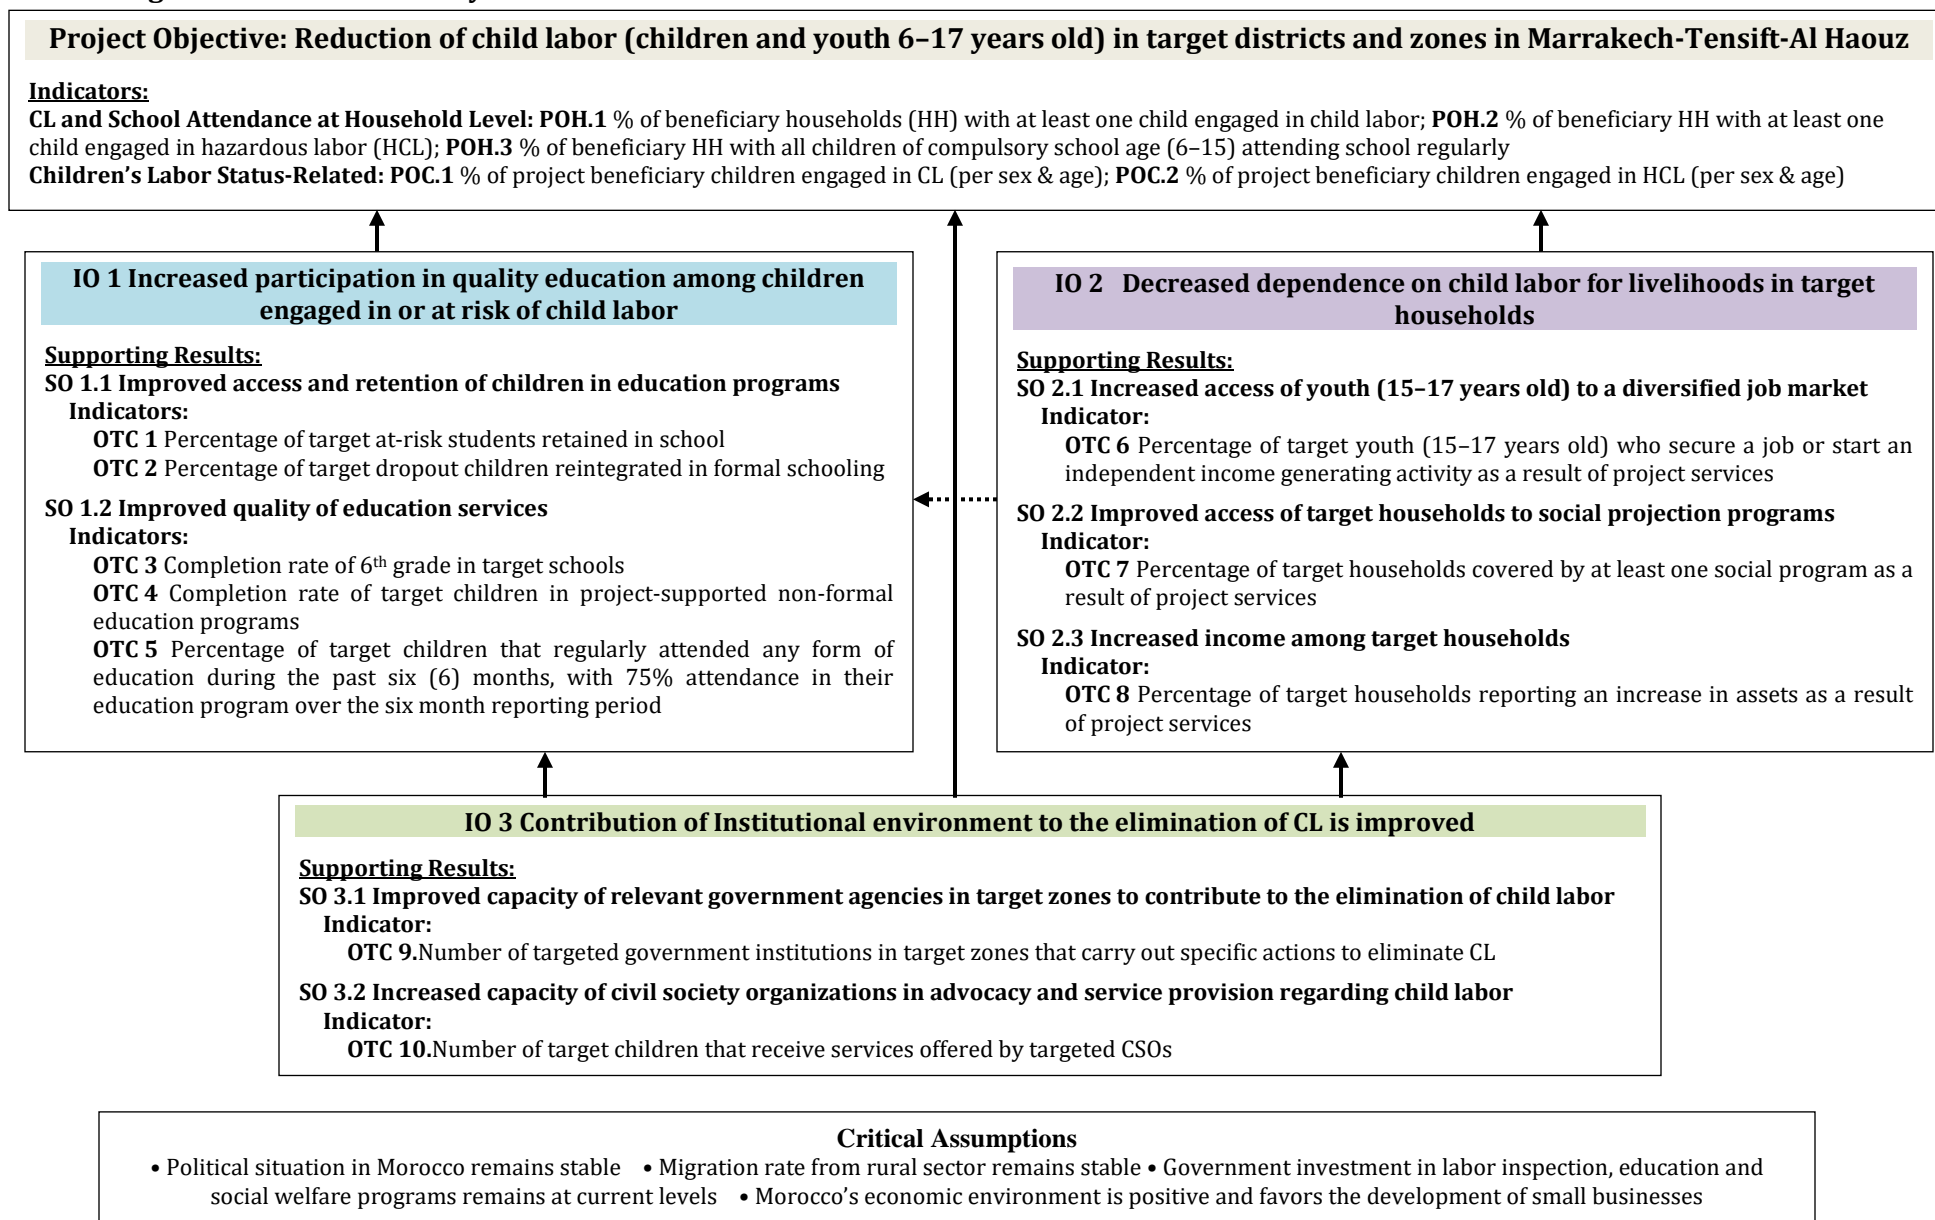 Project Objective: Reduction of child labor (children and youth 6–17 years old) in target districts and zones in Marrakech-Tensift-Al Haouz
Indicators:
CL and School Attendance at Household Level: POH.1 % of beneficiary households (HH) with at least one child engaged in child labor; POH.2 % of beneficiary HH with at least one
child engaged in hazardous labor (HCL); POH.3 % of beneficiary HH with all children of compulsory school age (6–15) attending school regularly
Children's Labor Status-Related: POC.1 % of project beneficiary children engaged in CL (per sex & age); POC.2 % of project beneficiary children engaged in HCL (per sex & age)
IO 1 Increased participation in quality education among children
engaged in or at risk of child labor
Supporting Results:
SO 1.1 Improved access and retention of children in education programs
Indicators:
OTC 1 Percentage of target at-risk students retained in school
OTC 2 Percentage of target dropout children reintegrated in formal schooling
SO 1.2 Improved quality of education services
Indicators:
OTC 3 Completion rate of 6th grade in target schools
OTC 4 Completion rate of target children in project-supported non-formal
education programs
OTC 5 Percentage of target children that regularly attended any form of
education during the past six (6) months, with 75% attendance in their
education program over the six month reporting period
IO 2 Decreased dependence on child labor for livelihoods in target
households
Supporting Results:
SO 2.1 Increased access of youth (15–17 years old) to a diversified job market
Indicator:
OTC 6 Percentage of target youth (15–17 years old) who secure a job or start an
independent income generating activity as a result of project services
SO 2.2 Improved access of target households to social projection programs
Indicator:
OTC 7 Percentage of target households covered by at least one social program as a
result of project services
SO 2.3 Increased income among target households
Indicator:
OTC 8 Percentage of target households reporting an increase in assets as a result
of project services
IO 3 Contribution of Institutional environment to the elimination of CL is improved
Supporting Results:
SO 3.1 Improved capacity of relevant government agencies in target zones to contribute to the elimination of child labor
Indicator:
OTC 9.Number of targeted government institutions in target zones that carry out specific actions to eliminate CL
SO 3.2 Increased capacity of civil society organizations in advocacy and service provision regarding child labor
Indicator:
OTC 10.Number of target children that receive services offered by targeted CSOs
Critical Assumptions
• Political situation in Morocco remains stable • Migration rate from rural sector remains stable • Government investment in labor inspection, education and
social welfare programs remains at current levels • Morocco's economic environment is positive and favors the development of small businesses